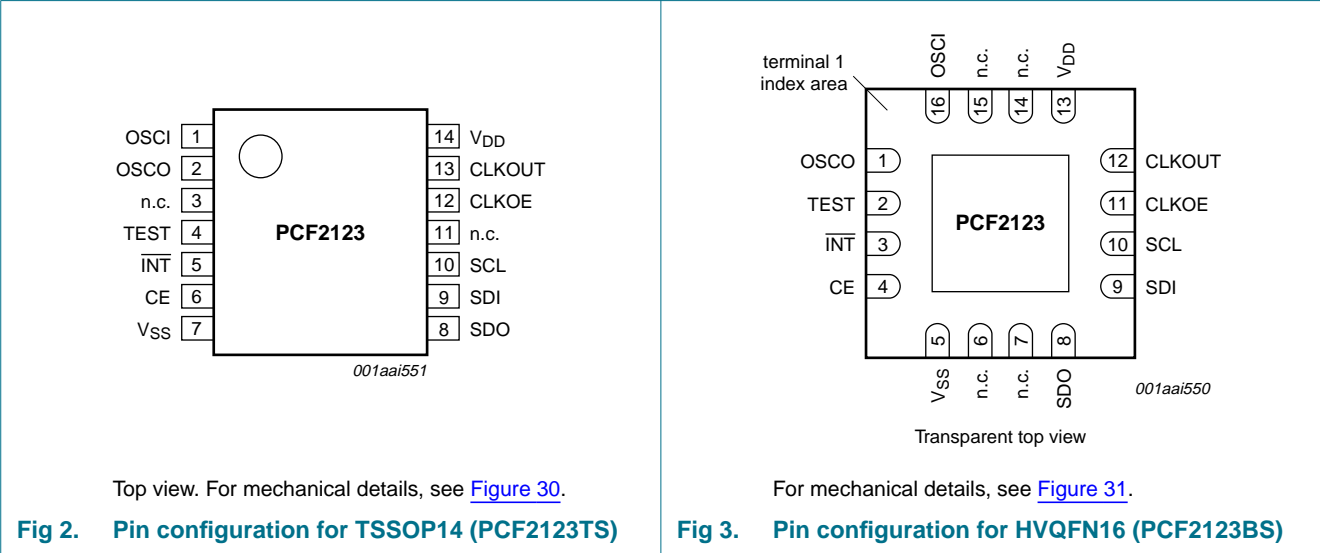 OSCI 1
OSCO 2
n.c. 3
TEST 4
INT 5
CE 6
VSS 7
PCF2123
14 VDD
13 CLKOUT
12 CLKOE
11 n.c.
10 SCL
9 SDI
8 SDO
001aai551
Top view. For mechanical details, see Figure 30.
Fig 2. Pin configuration for TSSOP14 (PCF2123TS)
terminal 1
index area
OSCI
n.c.
n.c.
VDD
16
15
14
13
OSCO 1
TEST 2
INT 3
CE 4
PCF2123
12 CLKOUT
11 CLKOE
10 SCL
9 SDI
5
6
7
8
VSS
n.c.
n.c.
SDO
001aai550
Transparent top view
For mechanical details, see Figure 31.
Fig 3. Pin configuration for HVQFN16 (PCF2123BS)